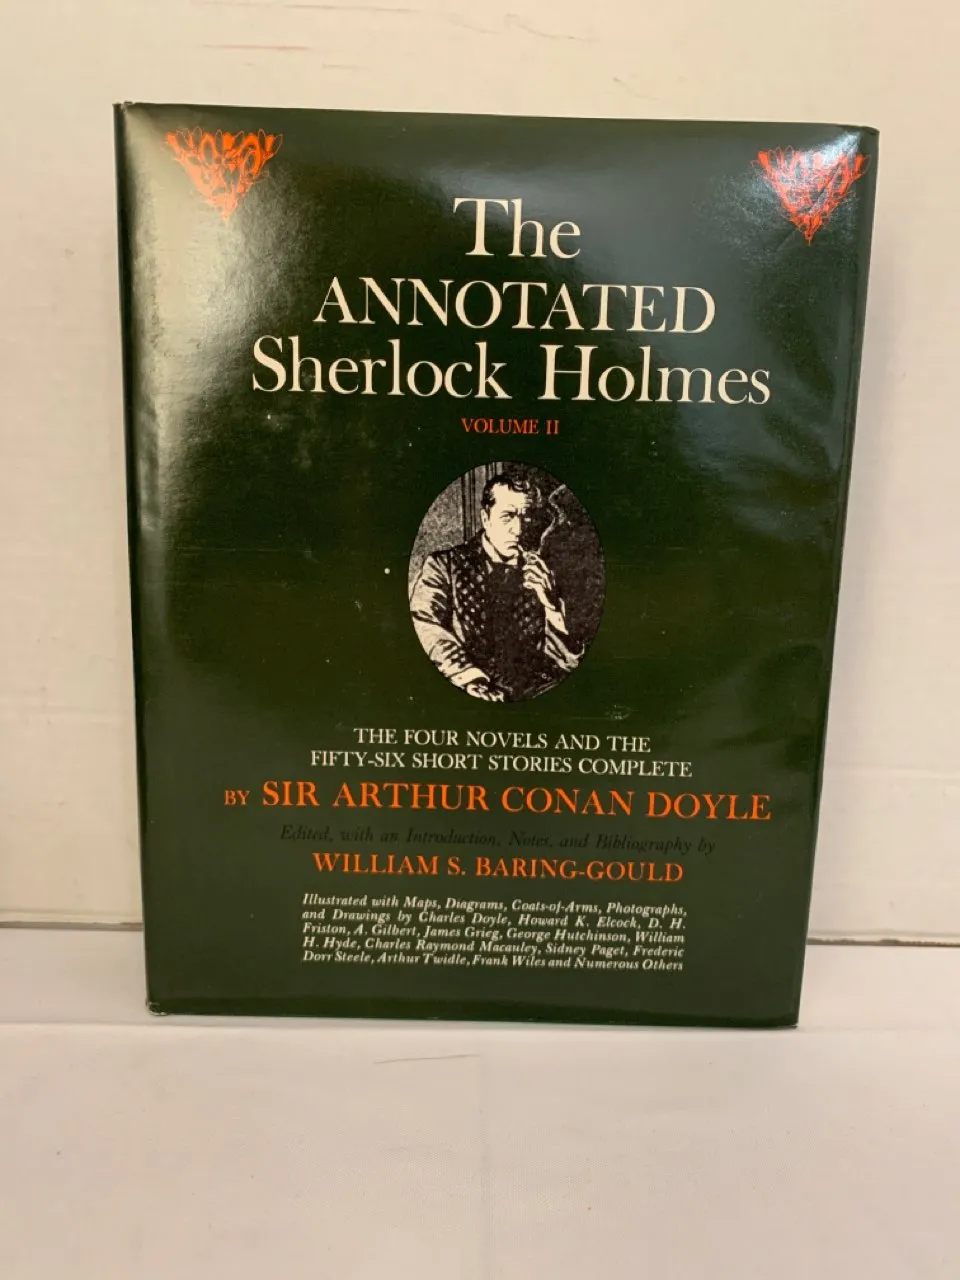 The
ANNOTATED
Sherlock Holmes
VOLUME II
THE FOUR NOVELS AND THE
FIFTY-SIX SHORT STORIES COMPLETE
BY SIR ARTHUR CONAN DOYLE
Edited, with an Introduction, Notes, and Bibliography by
WILLIAM S. BARING-GOULD
Illustrated with Maps, Diagrams, Coats-of-Arms, Photographs,
and Drawings by Charles Doyle, Howard K. Elcock, D. H.
Friston, A. Gilbert, James Grieg, George Hutchinson, William
H. Hyde, Charles Raymond Macauley, Sidney Paget, Frederic
Dorr Steele, Arthur Twidle, Frank Wiles and Numerous Others